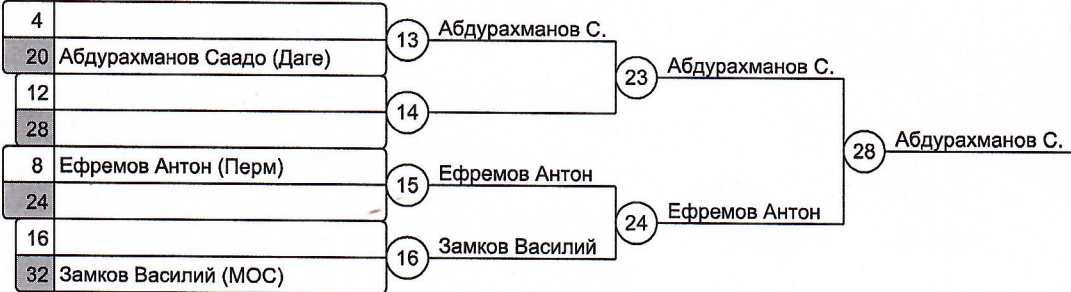 4
20 Абдурахманов Саадо (Даге)
12
28
8 Ефремов Антон (Перм)
24
16
32 Замков Василий (МОС)
13 Абдурахманов С.
14
15 Ефремов Антон
16 Замков Василий
23 Абдурахманов С.
24 Ефремов Антон
28 Абдурахманов С.